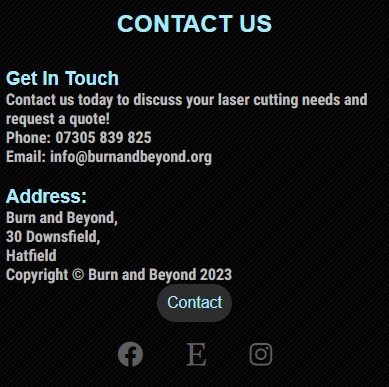 CONTACT US
Get In Touch
Contact us today to discuss your laser cutting needs and
request a quote!
Phone: 07305 839 825
Email: info@burnandbeyond.org
Address:
Burn and Beyond,
30 Downsfield,
Hatfield
Copyright © Burn and Beyond 2023
Contact